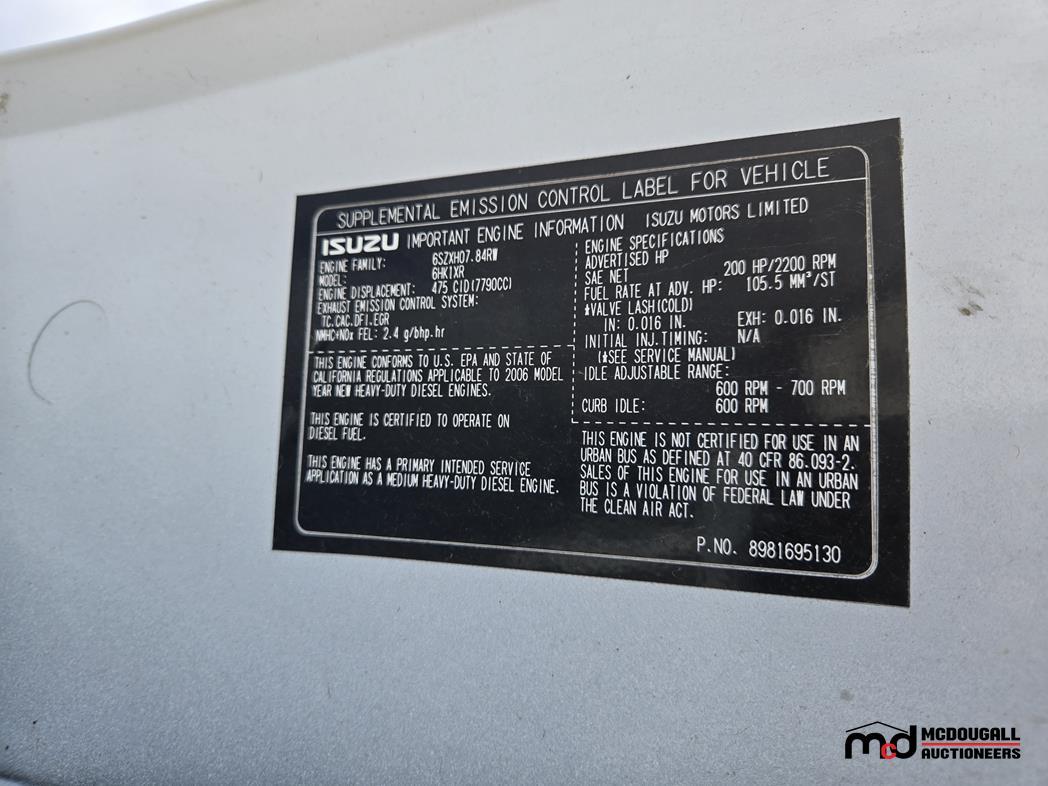 SUPPLEMENTAL EMISSION CONTROL LABEL FOR VEHICLE
ISUZU IMPORTANT ENGINE INFORMATION ISUZU MOTORS LIMITED
ENGINE FAMILY: 6SZXH07.84RW
MODEL: 6HK1XR
ENGINE DISPLACEMENT: 475 CID(7790CC)
EXHAUST EMISSION CONTROL SYSTEM:
TC.CAC.DFI.EGR
NMHC+NOx FEL: 2.4 g/bhp.hr
THIS ENGINE CONFORMS TO U.S. EPA AND STATE OF
CALIFORNIA REGULATIONS APPLICABLE TO 2006 MODEL
YEAR NEW HEAVY-DUTY DIESEL ENGINES.
THIS ENGINE IS CERTIFIED TO OPERATE ON
DIESEL FUEL.
THIS ENGINE HAS A PRIMARY INTENDED SERVICE
APPLICATION AS A MEDIUM HEAVY-DUTY DIESEL ENGINE.
ENGINE SPECIFICATIONS
ADVERTISED HP
SAE NET 200 HP/2200 RPM
FUEL RATE AT ADV. HP: 105.5 MM³/ST
*VALVE LASH(COLD)
IN: 0.016 IN. EXH: 0.016 IN.
INITIAL INJ.TIMING: N/A
(*SEE SERVICE MANUAL)
IDLE ADJUSTABLE RANGE:
600 RPM - 700 RPM
CURB IDLE: 600 RPM
THIS ENGINE IS NOT CERTIFIED FOR USE IN AN
URBAN BUS AS DEFINED AT 40 CFR 86.093-2.
SALES OF THIS ENGINE FOR USE IN AN URBAN
BUS IS A VIOLATION OF FEDERAL LAW UNDER
THE CLEAN AIR ACT.
P.NO. 8981695130
mcd MCDOUGALL
AUCTIONEERS